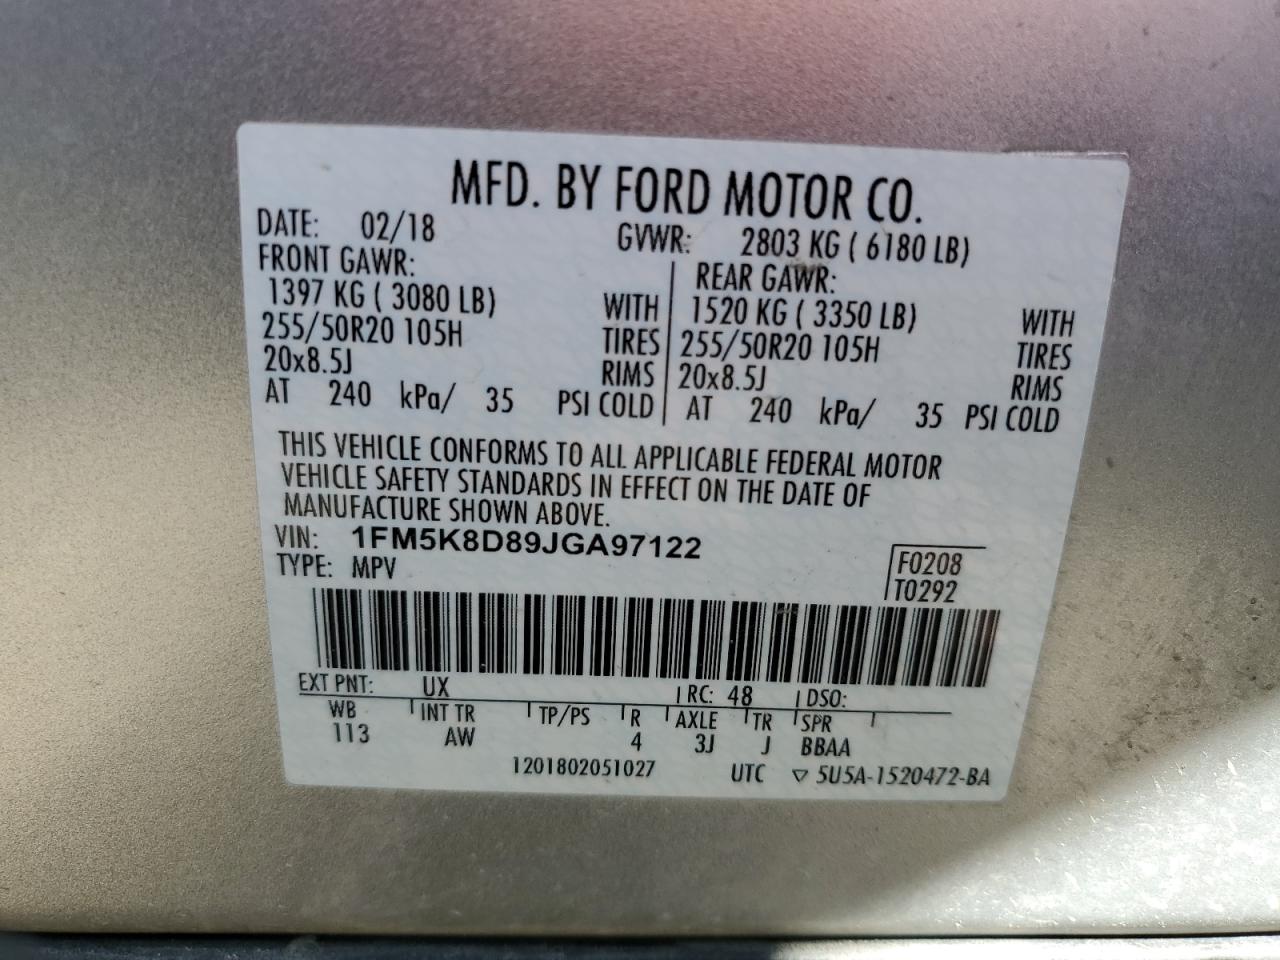 MFD. BY FORD MOTOR CO.
DATE: 02/18 GVWR: 2803 KG ( 6180 LB)
FRONT GAWR: REAR GAWR:
1397 KG ( 3080 LB) WITH 1520 KG ( 3350 LB) WITH
255/50R20 105H TIRES 255/50R20 105H TIRES
20x8.5J RIMS 20x8.5J RIMS
AT 240 kPa/ 35 PSI COLD AT 240 kPa/ 35 PSI COLD
THIS VEHICLE CONFORMS TO ALL APPLICABLE FEDERAL MOTOR
VEHICLE SAFETY STANDARDS IN EFFECT ON THE DATE OF
MANUFACTURE SHOWN ABOVE.
VIN: 1FM5K8D89JGA97122
TYPE: MPV
F0208
T0292
EXT PNT: UX RC: 48 DSO:
WB INT TR TP/PS R AXLE TR SPR
113 AW 4 3J J BBAA
1201802051027 UTC ▽ 5U5A-1520472-BA